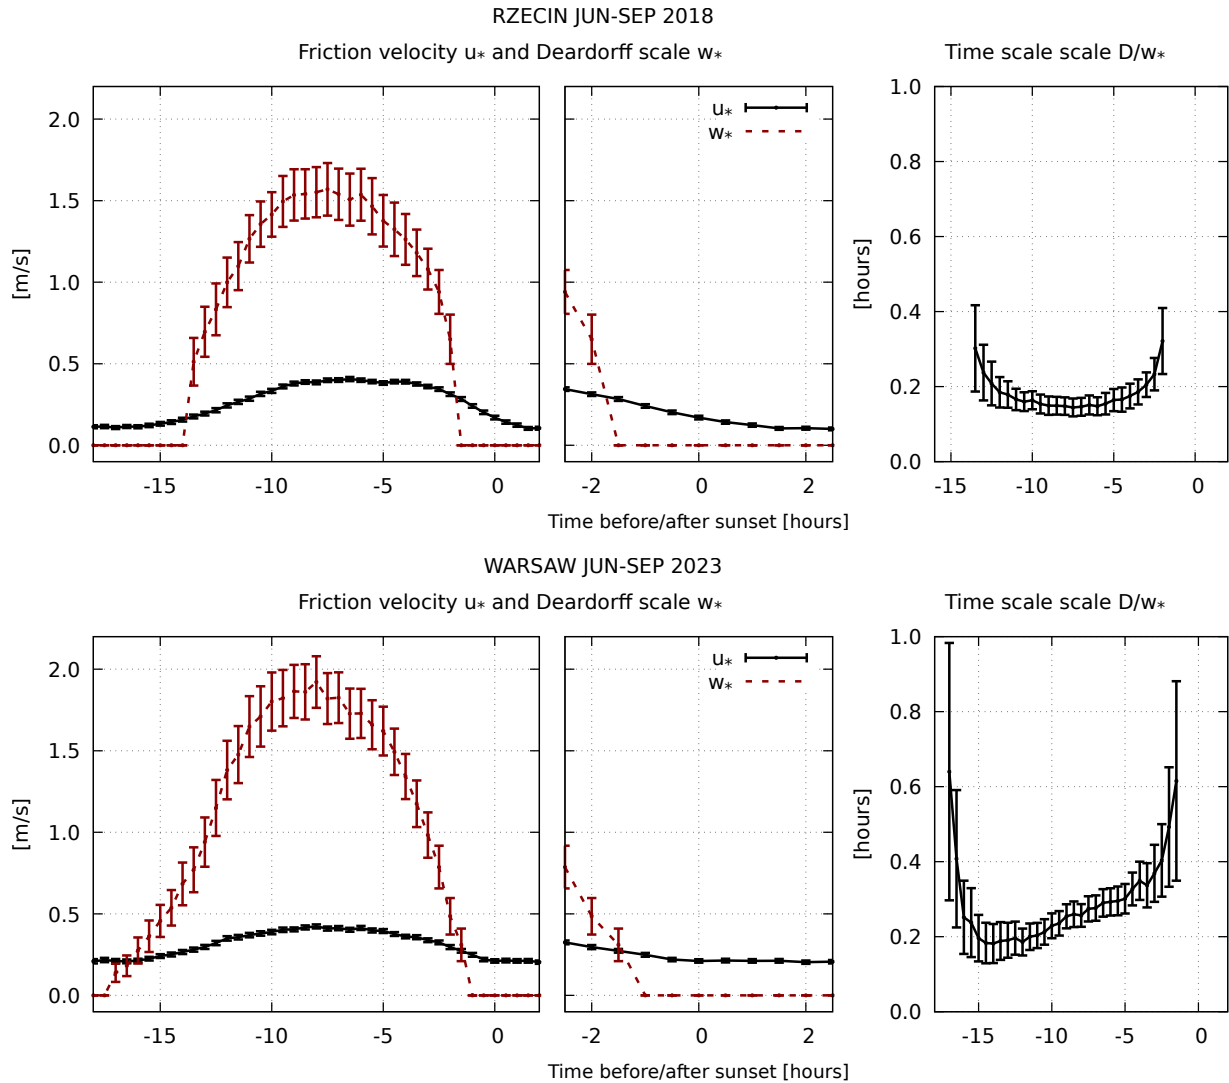 RZECIN JUN-SEP 2018
Friction velocity u* and Deardorff scale w*
Time scale scale D/w*
[m/s]
2.0
1.5
1.0
0.5
0.0
-15 -10 -5 0
u*
w*
-2 0 2
[hours]
1.0
0.8
0.6
0.4
0.2
0.0
-15 -10 -5 0
Time before/after sunset [hours]
WARSAW JUN-SEP 2023
Friction velocity u* and Deardorff scale w*
Time scale scale D/w*
[m/s]
2.0
1.5
1.0
0.5
0.0
-15 -10 -5 0
u*
w*
-2 0 2
[hours]
1.0
0.8
0.6
0.4
0.2
0.0
-15 -10 -5 0
Time before/after sunset [hours]